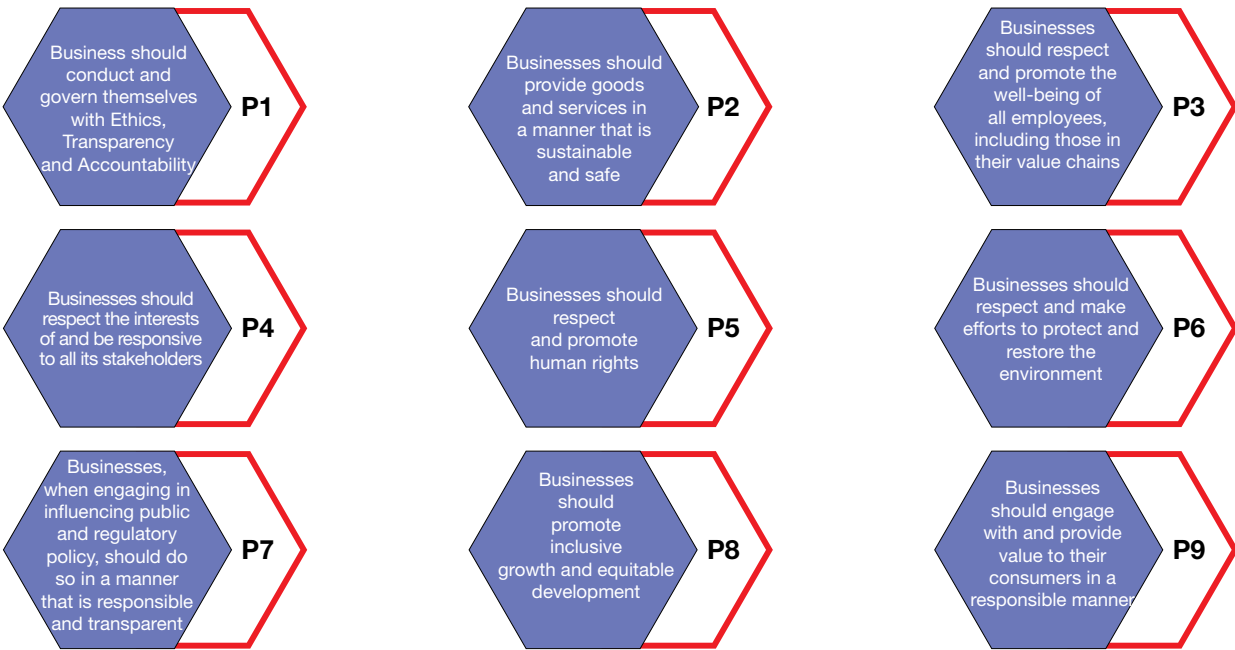 Business should
conduct and
govern themselves
with Ethics,
Transparency
and Accountability
P1
Businesses should
provide goods
and services in
a manner that is
sustainable
and safe
P2
Businesses
should respect
and promote the
well-being of
all employees,
including those in
their value chains
P3
Businesses should
respect the interests
of and be responsive
to all its stakeholders
P4
Businesses should
respect
and promote
human rights
P5
Businesses should
respect and make
efforts to protect and
restore the
environment
P6
Businesses,
when engaging in
influencing public
and regulatory
policy, should do
so in a manner
that is responsible
and transparent
P7
Businesses
should
promote
inclusive
growth and equitable
development
P8
Businesses
should engage
with and provide
value to their
consumers in a
responsible manner
P9